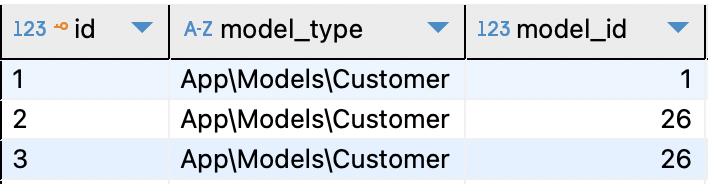 123 id A-Z model_type 123 model_id
1 App\Models\Customer 1
2 App\Models\Customer 26
3 App\Models\Customer 26